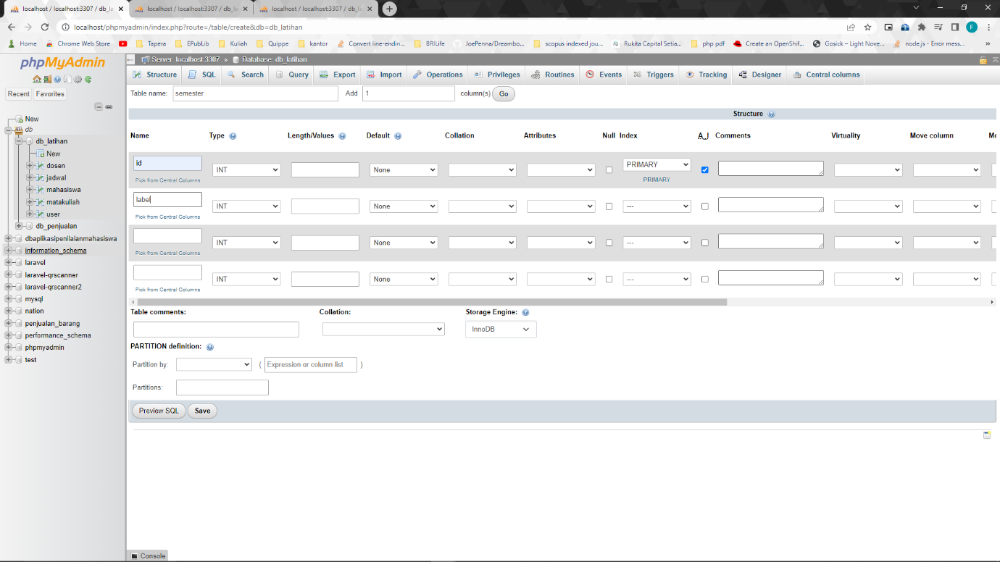 localhost / localhost:3307 / db_la
localhost / localhost:3307 / db_la
localhost / localhost:3307 / db_la
localhost/phpmyadmin/index.php?route=/table/create&db=db_latihan
F
Home
Chrome Web Store
Tapera
EPubLib
Kuliah
Quippe
kantor
Convert line-endin...
BRILife
JoePenna/Dreambo...
scopus indexed jou...
Rukita Capital Setia...
php pdf
Create an OpenShif...
Gosick – Light Nove...
node.js - Error mess...
»
phpMyAdmin
Recent
Favorites
New
db
db_latihan
New
dosen
jadwal
mahasiswa
matakuliah
user
db_penjualan
dbaplikasipenilaianmahasiswa
information_schema
laravel
laravel-qrscanner
laravel-qrscanner2
mysql
nation
penjualan_barang
performance_schema
phpmyadmin
test
Server: localhost:3307 » Database: db_latihan
Structure
SQL
Search
Query
Export
Import
Operations
Privileges
Routines
Events
Triggers
Tracking
Designer
Central columns
Table name: semester Add 1 column(s) Go
Structure
Name Type Length/Values Default Collation Attributes Null Index A_I Comments Virtuality Move column Me
id INT None PRIMARY
Pick from Central Columns PRIMARY
label INT None ---
Pick from Central Columns
INT None ---
Pick from Central Columns
INT None ---
Pick from Central Columns
Table comments: Collation: Storage Engine:
InnoDB
PARTITION definition:
Partition by: ( Expression or column list )
Partitions:
Preview SQL Save
Console